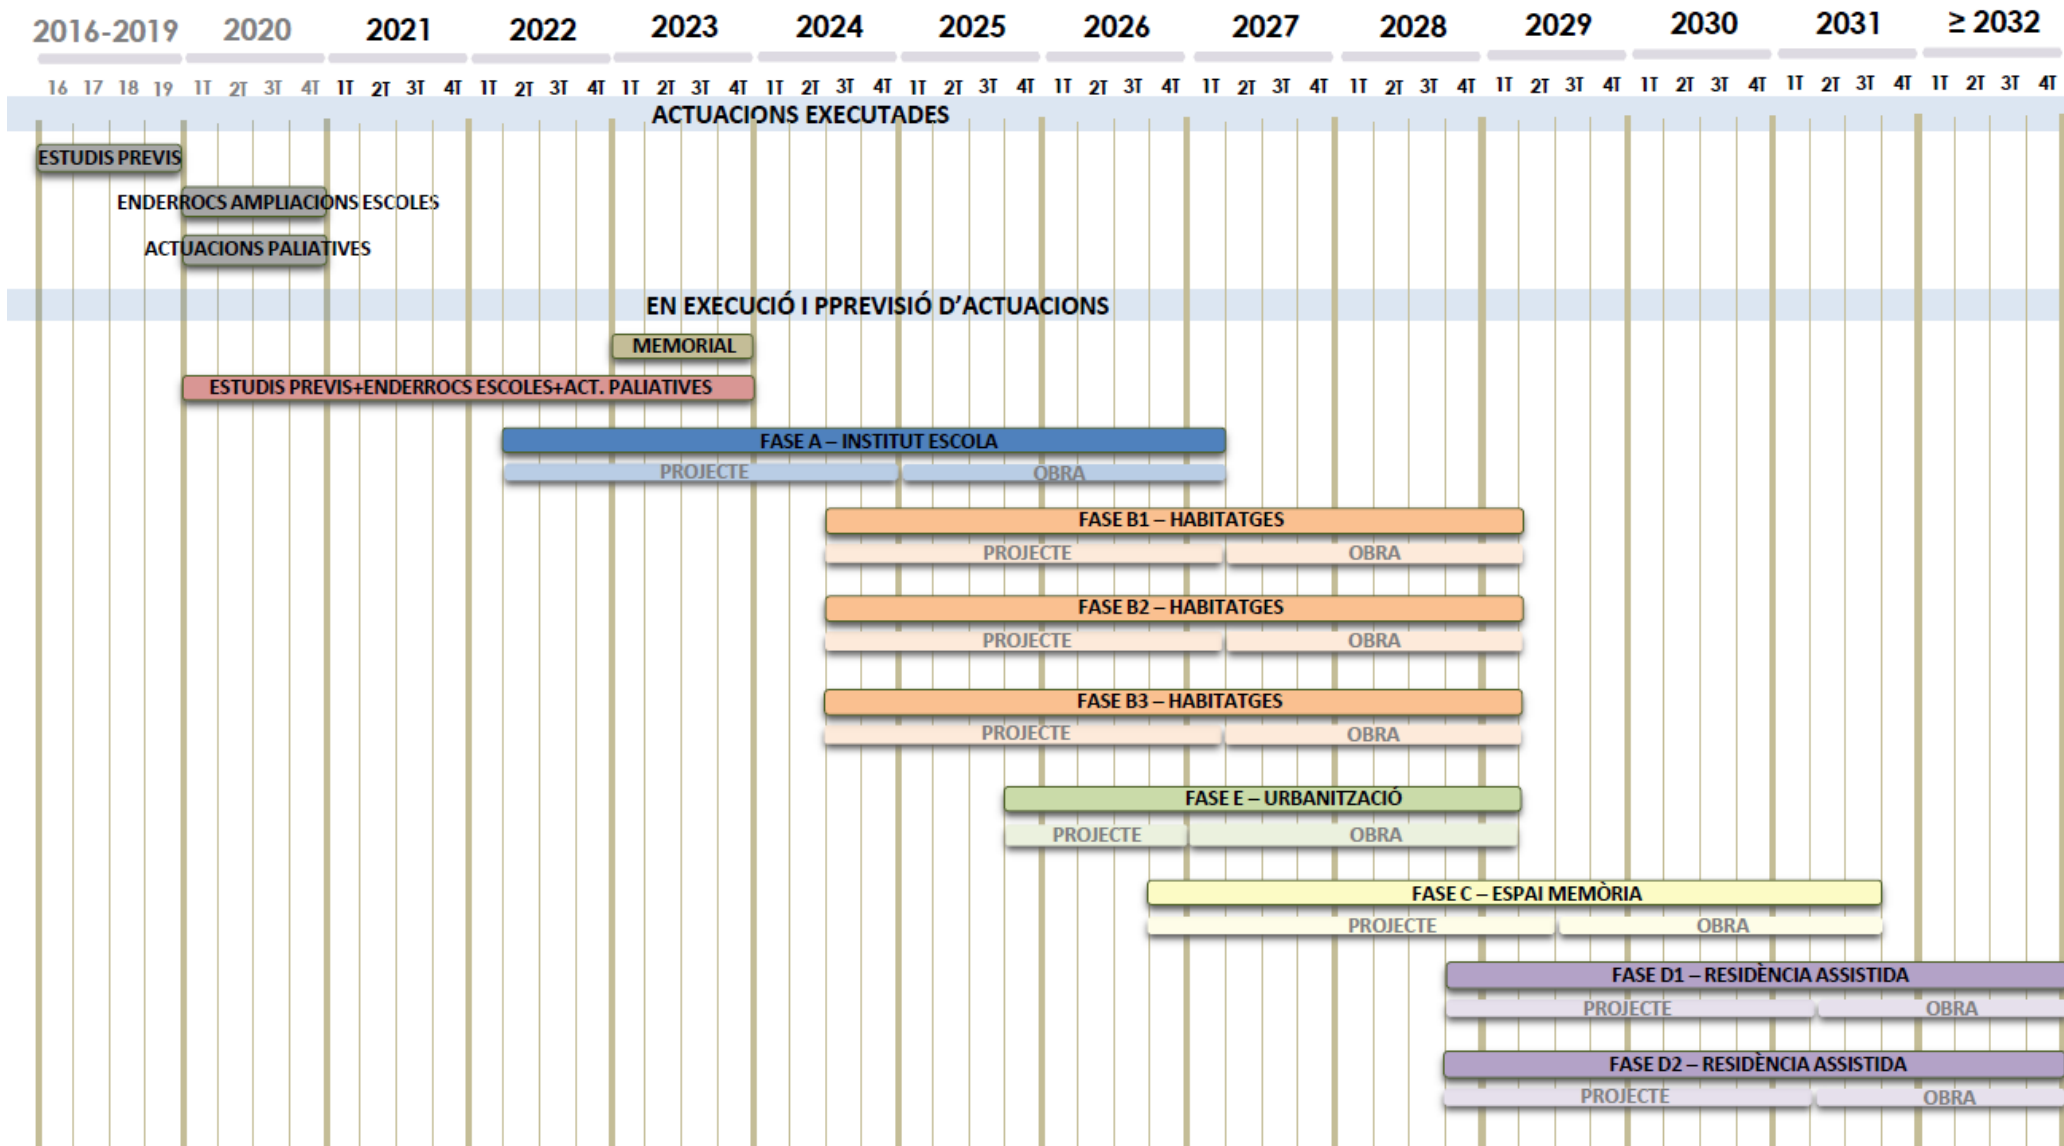 2016-2019 2020 2021 2022 2023 2024 2025 2026 2027 2028 2029 2030 2031 ≥ 2032
16 17 18 19 1T 2T 3T 4T 1T 2T 3T 4T 1T 2T 3T 4T 1T 2T 3T 4T 1T 2T 3T 4T 1T 2T 3T 4T 1T 2T 3T 4T 1T 2T 3T 4T 1T 2T 3T 4T 1T 2T 3T 4T 1T 2T 3T 4T 1T 2T 3T 4T 1T 2T 3T 4T
ACTUACIONS EXECUTADES
ESTUDIS PREVIS
ENDERROCS AMPLIACIONS ESCOLES
ACTUACIONS PALIATIVES
EN EXECUCIÓ I PPREVISIÓ D'ACTUACIONS
MEMORIAL
ESTUDIS PREVIS+ENDERROCS ESCOLES+ACT. PALIATIVES
FASE A – INSTITUT ESCOLA
PROJECTE OBRA
FASE B1 – HABITATGES
PROJECTE OBRA
FASE B2 – HABITATGES
PROJECTE OBRA
FASE B3 – HABITATGES
PROJECTE OBRA
FASE E – URBANITZACIÓ
PROJECTE OBRA
FASE C – ESPAI MEMÒRIA
PROJECTE OBRA
FASE D1 – RESIDÈNCIA ASSISTIDA
PROJECTE OBRA
FASE D2 – RESIDÈNCIA ASSISTIDA
PROJECTE OBRA